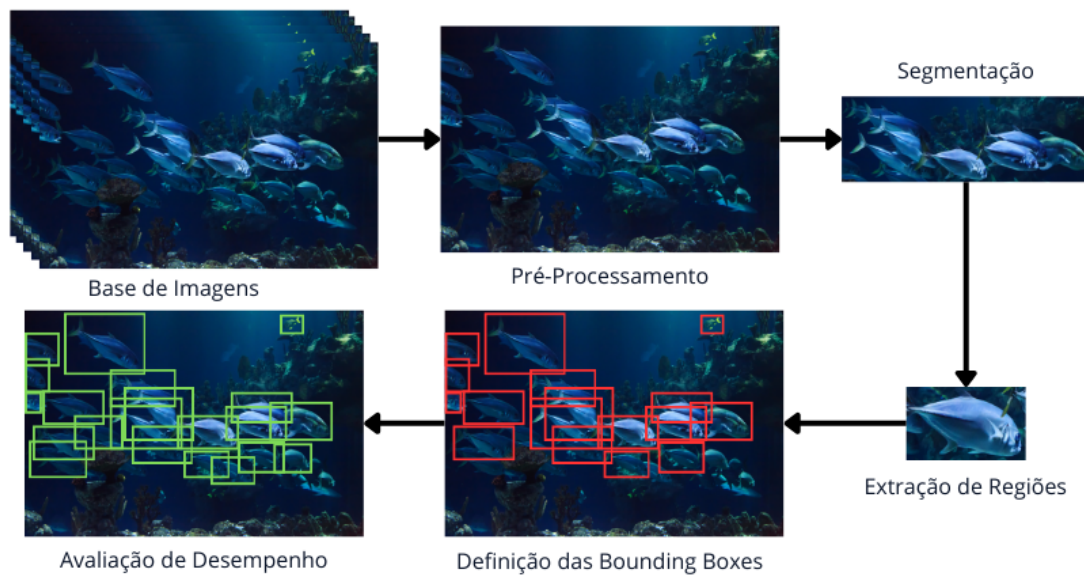 Base de Imagens
Pré-Processamento
Segmentação
Extração de Regiões
Definição das Bounding Boxes
Avaliação de Desempenho